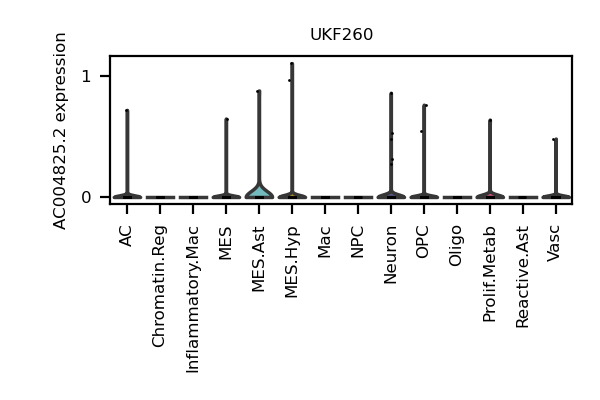 UKF260
AC004825.2 expression
1
0
AC
Chromatin.Reg
Inflammatory.Mac
MES
MES.Ast
MES.Hyp
Mac
NPC
Neuron
OPC
Oligo
Prolif.Metab
Reactive.Ast
Vasc